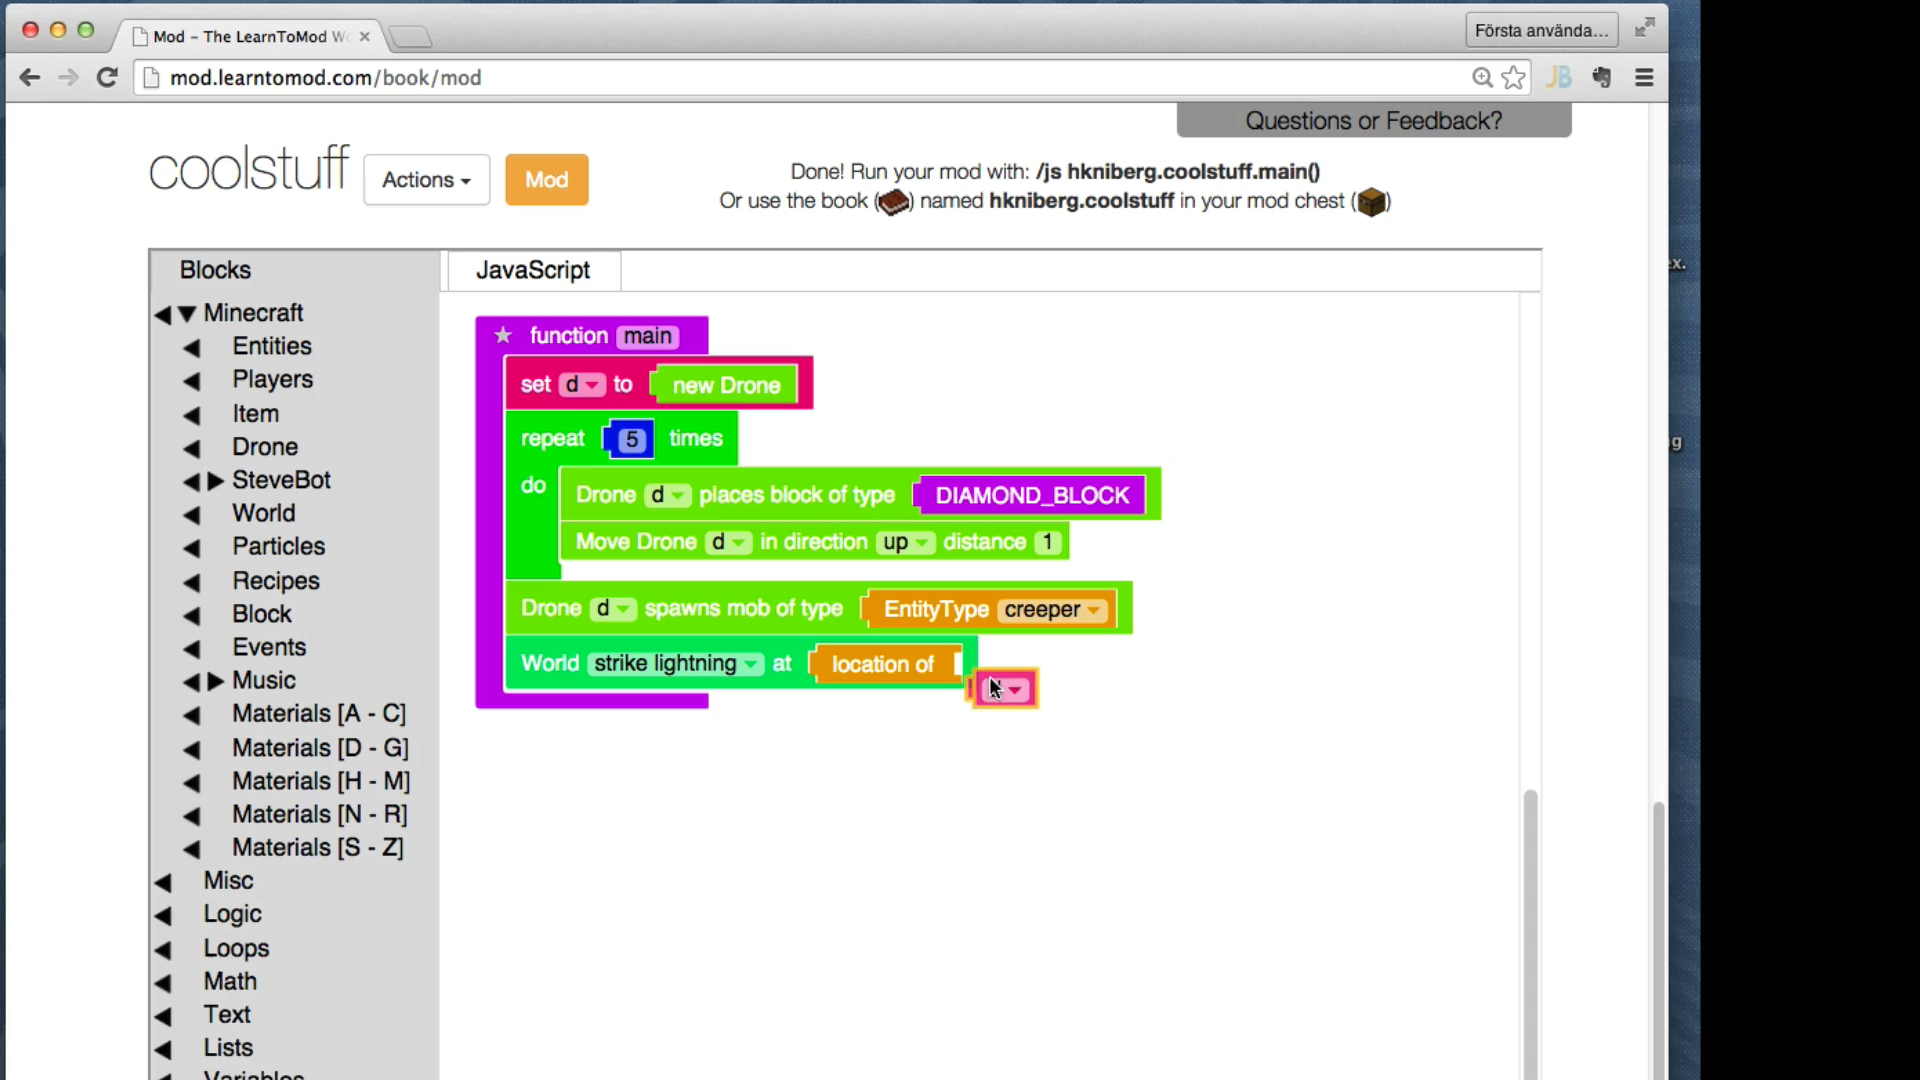 Mod – The LearnToMod
Första använda...
mod.learntomod.com/book/mod
JB
Questions or Feedback?
coolstuff
Actions
Mod
Done! Run your mod with: /js hkniberg.coolstuff.main()
Or use the book ( ) named hkniberg.coolstuff in your mod chest ( )
Blocks
JavaScript
Minecraft
Entities
Players
Item
Drone
SteveBot
World
Particles
Recipes
Block
Events
Music
Materials [A - C]
Materials [D - G]
Materials [H - M]
Materials [N - R]
Materials [S - Z]
Misc
Logic
Loops
Math
Text
Lists
Variables
function main
set d to new Drone
repeat 5 times
do
Drone d places block of type DIAMOND_BLOCK
Move Drone d in direction up distance 1
Drone d spawns mob of type EntityType creeper
World strike lightning at location of
ex.
g